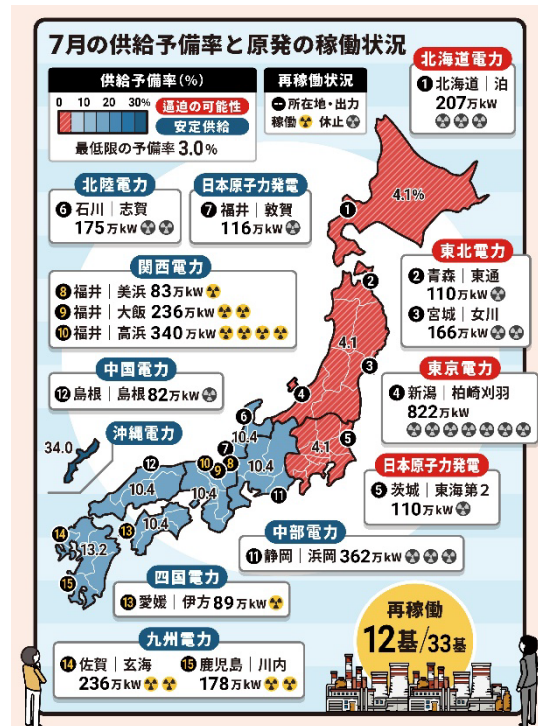 7月の供給予備率と原発の稼働状況
供給予備率(%)
0 10 20 30%
逼迫の可能性
安定供給
最低限の予備率3.0%
再稼働状況
●所在地・出力
稼働 休止
北海道電力
❶北海道|泊
207万kW
北陸電力
❻石川|志賀
175万kW
日本原子力発電
❼福井|敦賀
116万kW
4.1%
❶
関西電力
❽福井|美浜83万kW
❾福井|大飯236万kW
❿福井|高浜340万kW
東北電力
❷青森|東通
110万kW
❸宮城|女川
166万kW
❷
4.1
❸
中国電力
⓬島根|島根82万kW
東京電力
❹新潟|柏崎刈羽
822万kW
❹
沖縄電力
34.0
❻
10.4
❼
❿ ❾ ❽
10.4
4.1
❺
日本原子力発電
❺茨城|東海第2
110万kW
⓬
10.4
10.4
⓫
⓮
13.2
⓭
10.4
⓯
中部電力
⓫静岡|浜岡362万kW
四国電力
⓭愛媛|伊方89万kW
九州電力
⓮佐賀|玄海
236万kW
⓯鹿児島|川内
178万kW
再稼働
12基/33基